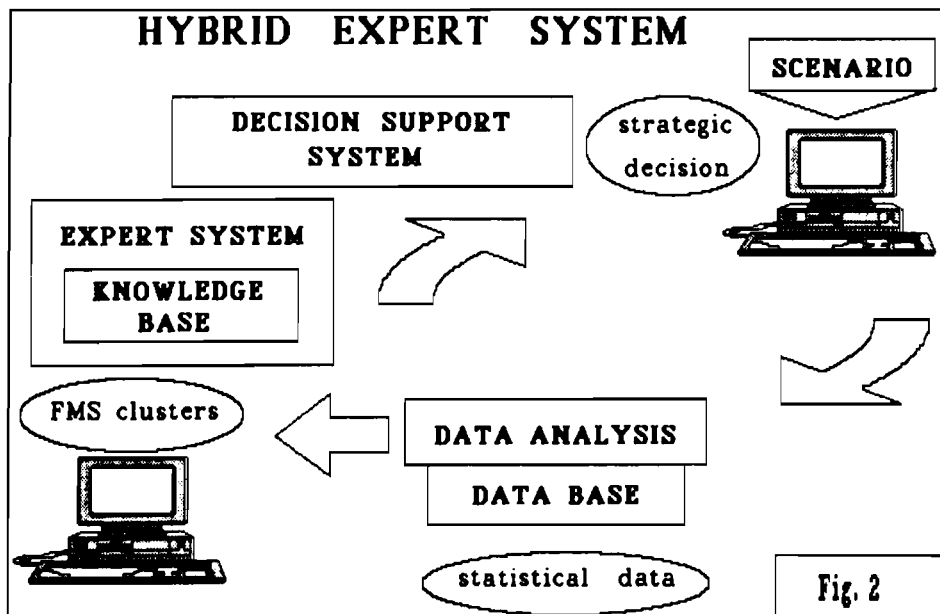 HYBRID EXPERT SYSTEM
SCENARIO
DECISION SUPPORT
SYSTEM
strategic
decision
EXPERT SYSTEM
KNOWLEDGE
BASE
FMS clusters
DATA ANALYSIS
DATA BASE
statistical data
Fig. 2